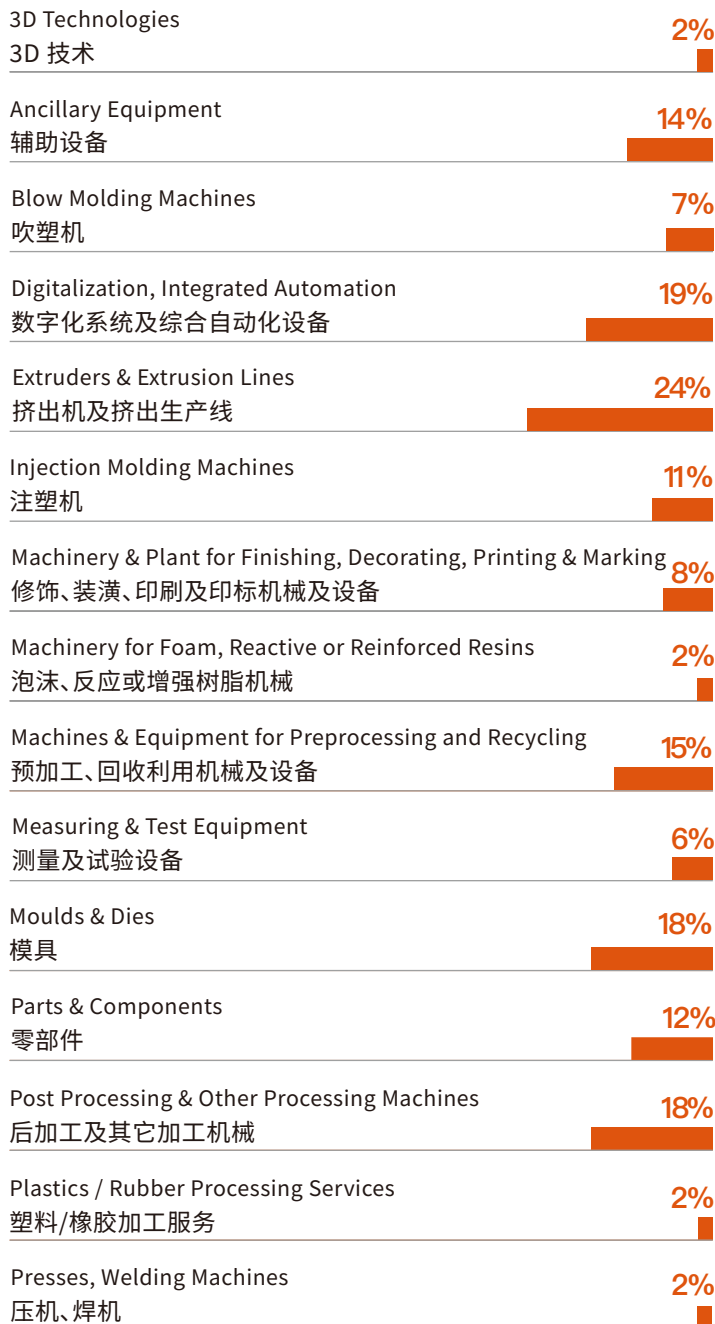 3D Technologies
2%
3D 技术
Ancillary Equipment
14%
辅助设备
Blow Molding Machines
7%
吹塑机
Digitalization, Integrated Automation
19%
数字化系统及综合自动化设备
Extruders & Extrusion Lines
24%
挤出机及挤出生产线
Injection Molding Machines
11%
注塑机
Machinery & Plant for Finishing, Decorating, Printing & Marking
8%
修饰、装潢、印刷及印标机械及设备
Machinery for Foam, Reactive or Reinforced Resins
2%
泡沫、反应或增强树脂机械
Machines & Equipment for Preprocessing and Recycling
15%
预加工、回收利用机械及设备
Measuring & Test Equipment
6%
测量及试验设备
Moulds & Dies
18%
模具
Parts & Components
12%
零部件
Post Processing & Other Processing Machines
18%
后加工及其它加工机械
Plastics / Rubber Processing Services
2%
塑料/橡胶加工服务
Presses, Welding Machines
2%
压机、焊机